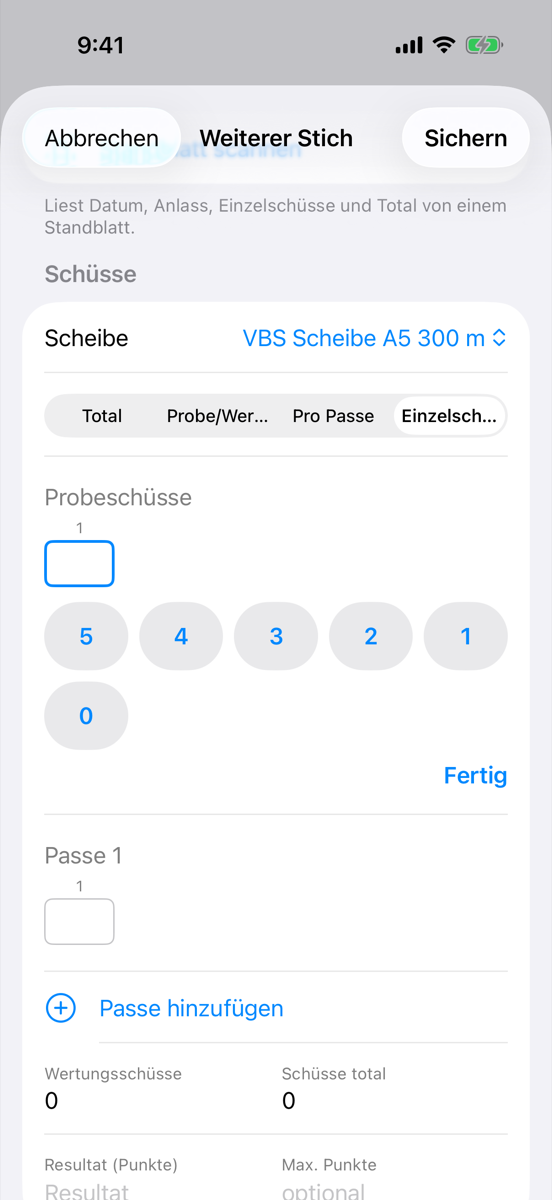 9:41
Abbrechen
Weiterer Stich
Sichern
Liest Datum, Anlass, Einzelschüsse und Total von einem
Standblatt.
Schüsse
Scheibe
VBS Scheibe A5 300 m
Total
Probe/Wer...
Pro Passe
Einzelsch...
Probeschüsse
1
5
4
3
2
1
0
Fertig
Passe 1
1
Passe hinzufügen
Wertungsschüsse
Schüsse total
0
0
Resultat (Punkte)
Max. Punkte
Resultat
optional